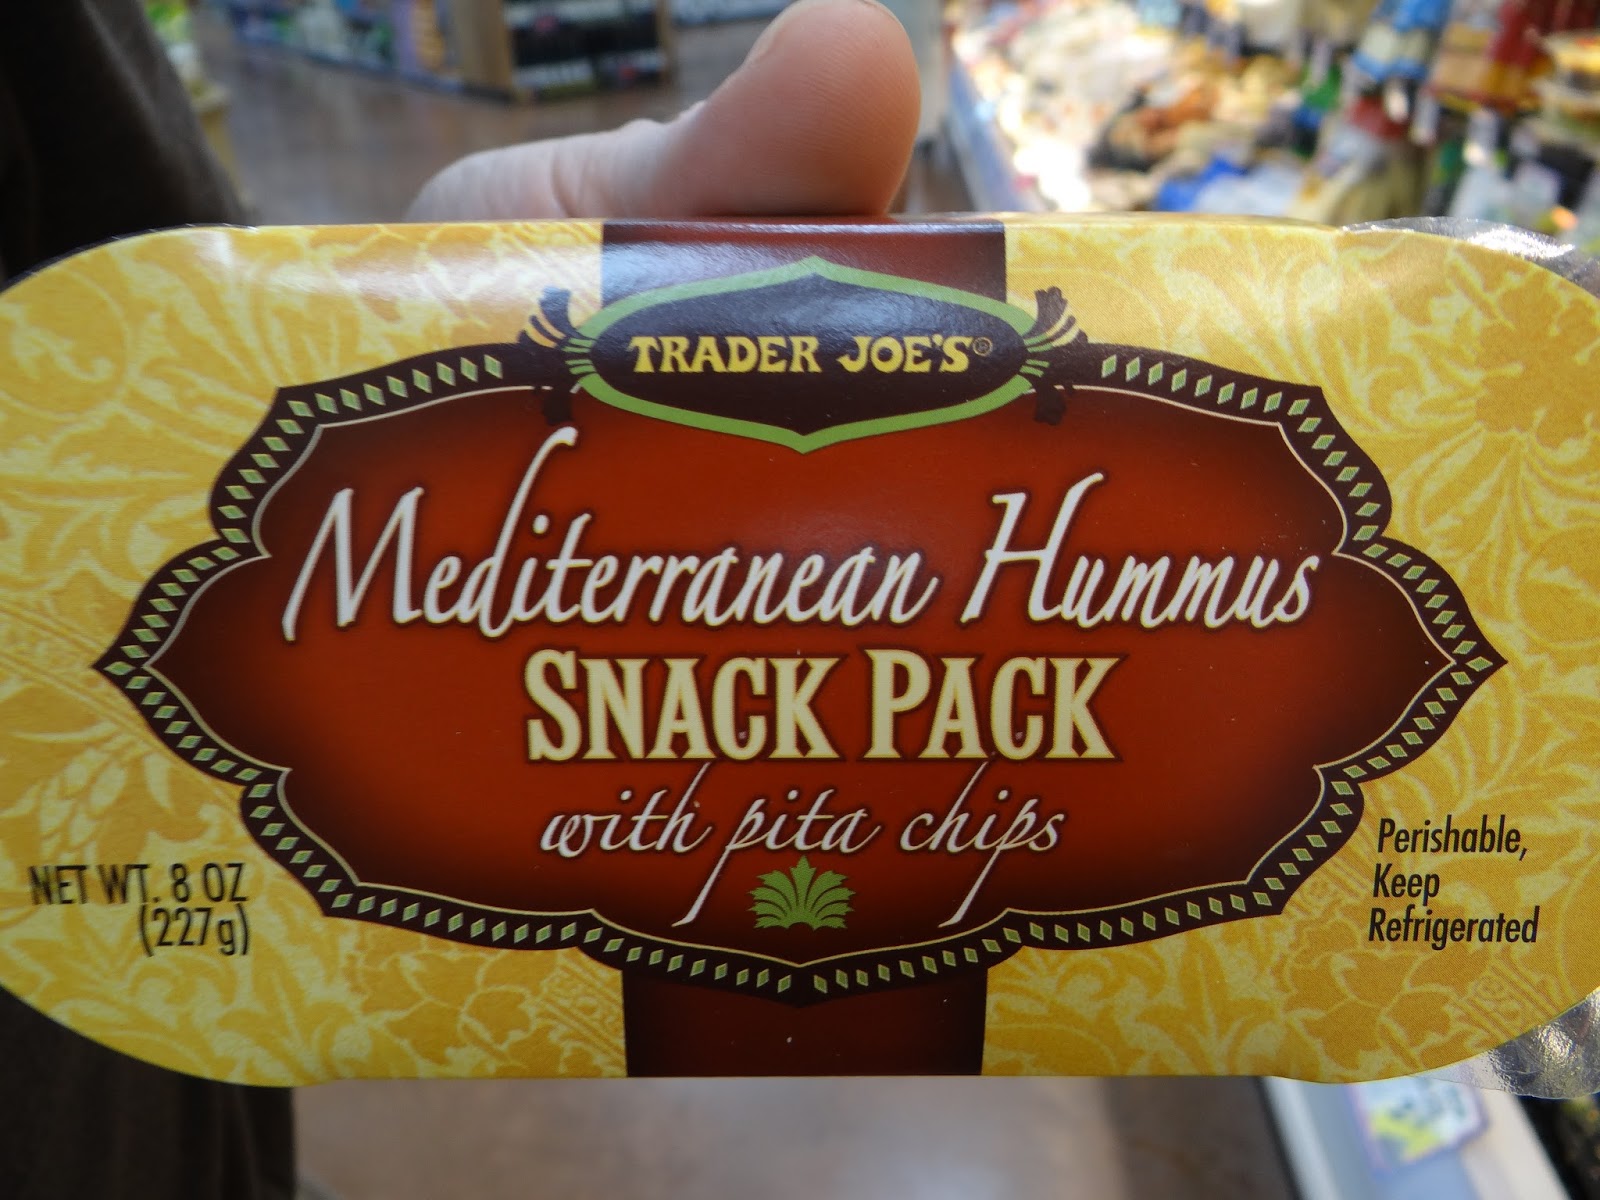 TRADER JOE'S®
Mediterranean Hummus
SNACK PACK
with pita chips
NET WT. 8 OZ
(227g)
Perishable,
Keep
Refrigerated